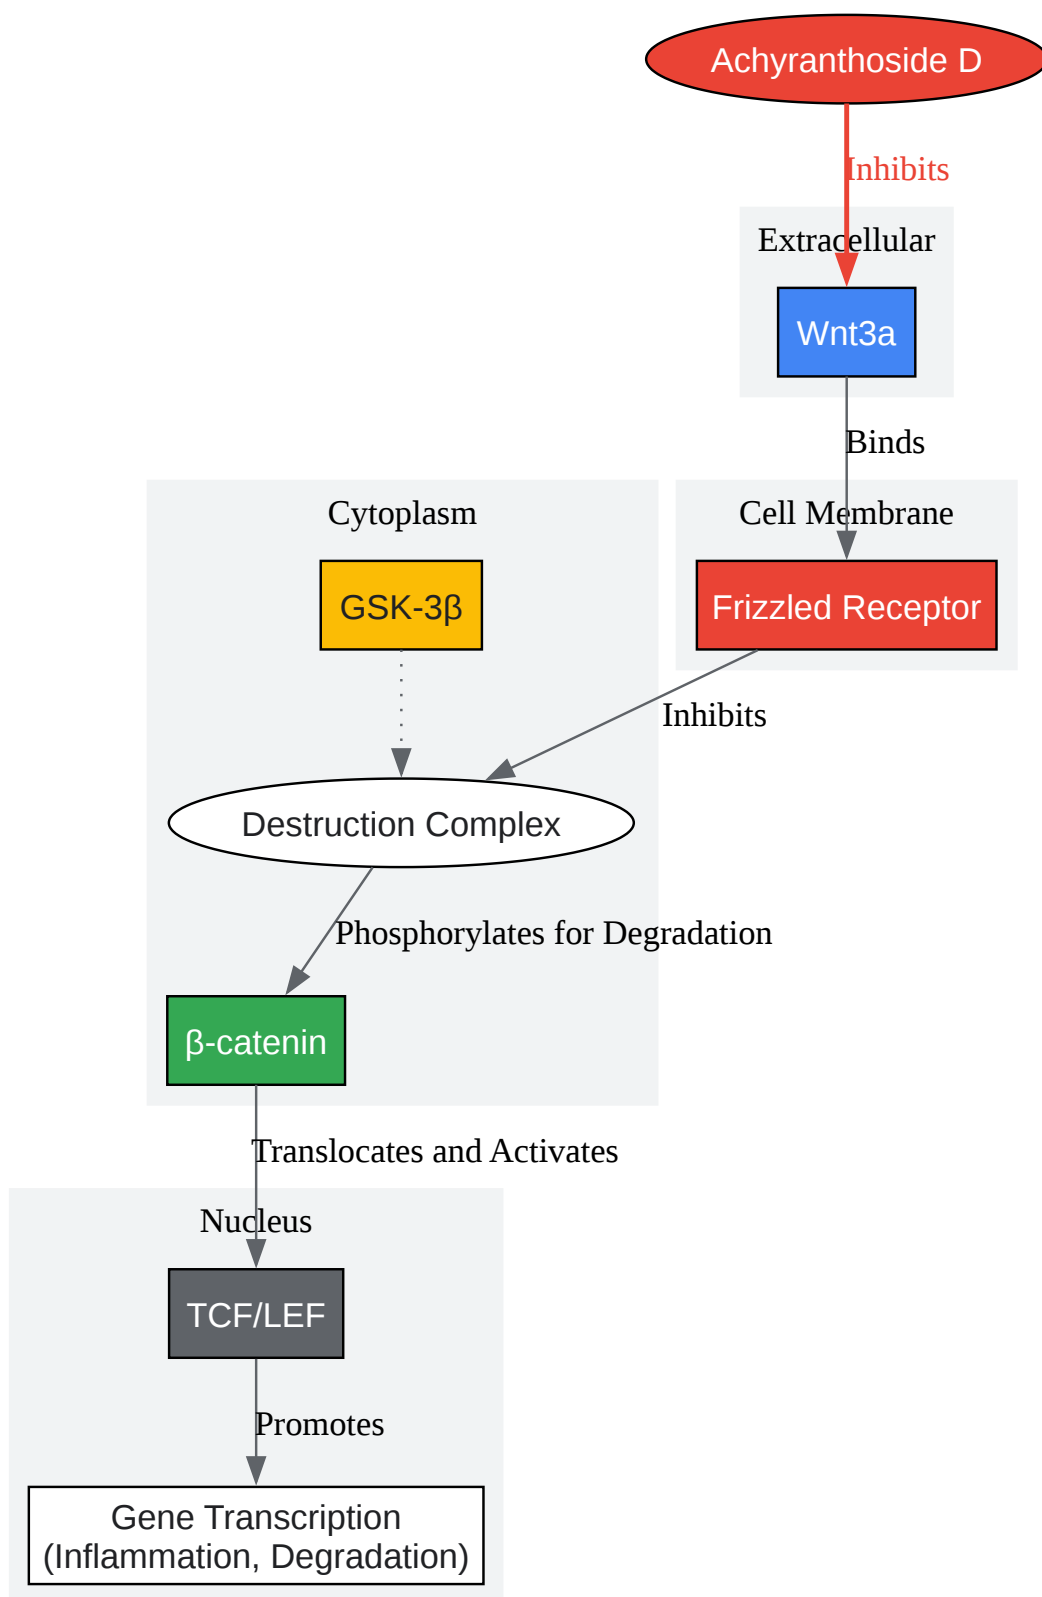 Achyranthoside D
Inhibits
Extracellular
Wnt3a
Binds
Cytoplasm
Cell Membrane
GSK-3β
Frizzled Receptor
Inhibits
Destruction Complex
Phosphorylates for Degradation
β-catenin
Translocates and Activates
Nucleus
TCF/LEF
Promotes
Gene Transcription
(Inflammation, Degradation)